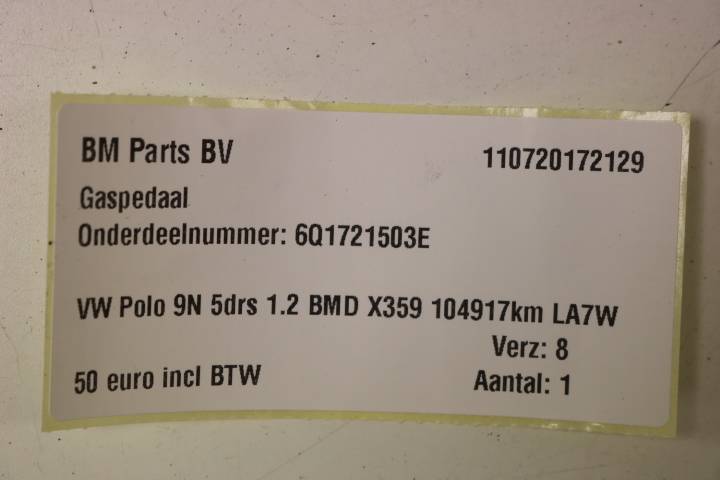 BM Parts BV 110720172129
Gaspedaal
Onderdeelnummer: 6Q1721503E
VW Polo 9N 5drs 1.2 BMD X359 104917km LA7W
Verz: 8
50 euro incl BTW Aantal: 1